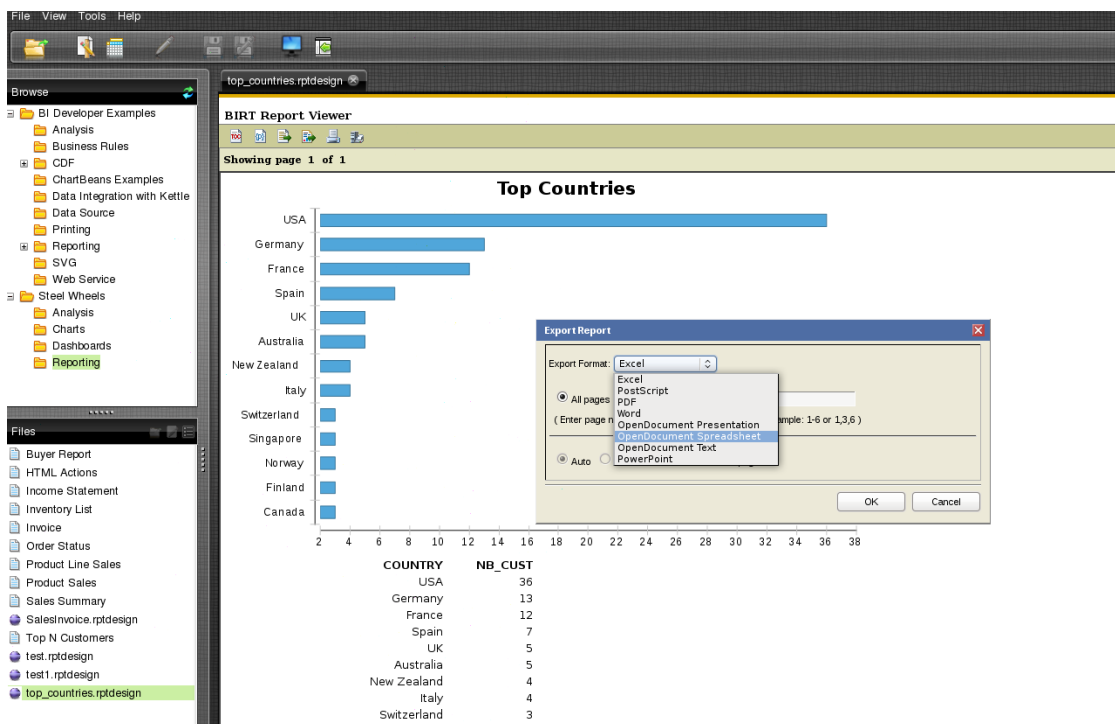 File View Tools Help
Browse
BI Developer Examples
Analysis
Business Rules
CDF
ChartBeans Examples
Data Integration with Kettle
Data Source
Printing
Reporting
SVG
Web Service
Steel Wheels
Analysis
Charts
Dashboards
Reporting
Files
Buyer Report
HTML Actions
Income Statement
Inventory List
Invoice
Order Status
Product Line Sales
Product Sales
Sales Summary
SalesInvoice.rptdesign
Top N Customers
test.rptdesign
test1.rptdesign
top_countries.rptdesign
top_countries.rptdesign
BIRT Report Viewer
Showing page 1 of 1
Top Countries
USA
Germany
France
Spain
UK
Australia
New Zealand
Italy
Switzerland
Singapore
Norway
Finland
Canada
2 4 6 8 10 12 14 16 18 20 22 24 26 28 30 32 34 36 38
COUNTRY NB_CUST
USA 36
Germany 13
France 12
Spain 7
UK 5
Australia 5
New Zealand 4
Italy 4
Switzerland 3
Export Report
Export Format: Excel
Excel
PostScript
PDF
Word
OpenDocument Presentation
OpenDocument Spreadsheet
OpenDocument Text
PowerPoint
All pages
( Enter page 1-6 or 1,3,6 )
Auto
OK Cancel